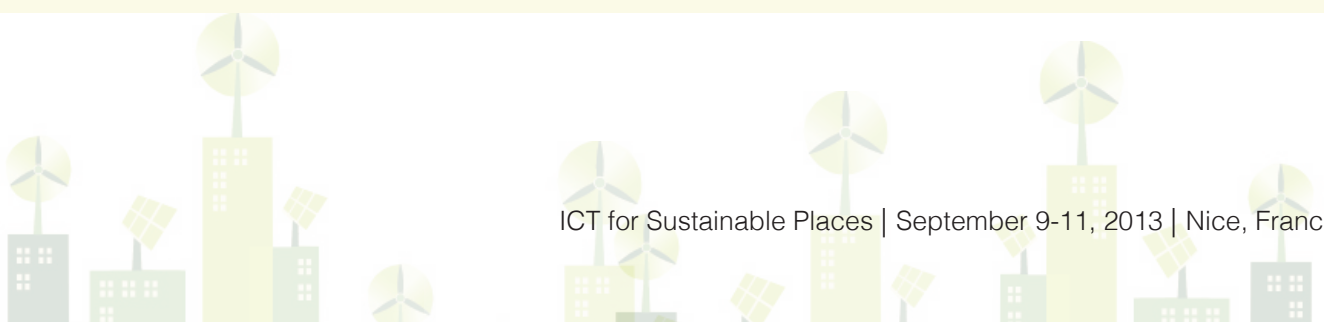 ICT for Sustainable Places | September 9-11, 2013 | Nice, Franc